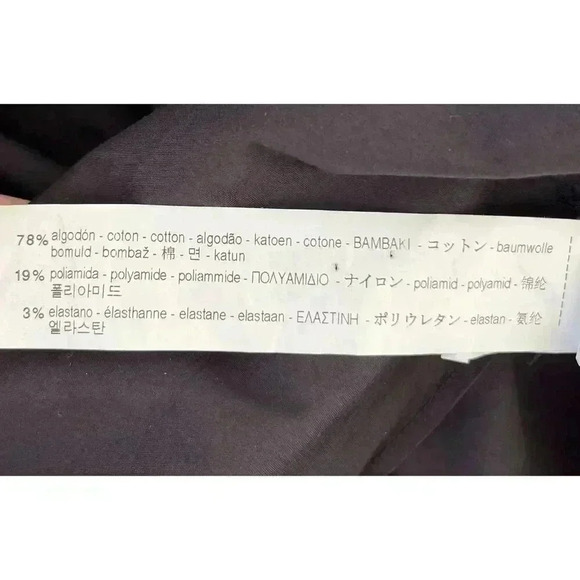 78% algodón - coton - cotton - algodão - katoen - cotone - BAMBAKI - コットン - baumwolle
bomuld - bombaž - 棉 - 면 - katun
19% poliamida - polyamide - poliammide - ΠΟΛΥΑΜΙΔΙΟ - ナイロン - poliamid - polyamid - 锦纶
폴리아미드
3% elastano - élasthanne - elastane - elastaan - ΕΛΑΣΤΙΝΗ - ポリウレタン - elastan - 氨纶
엘라스탄